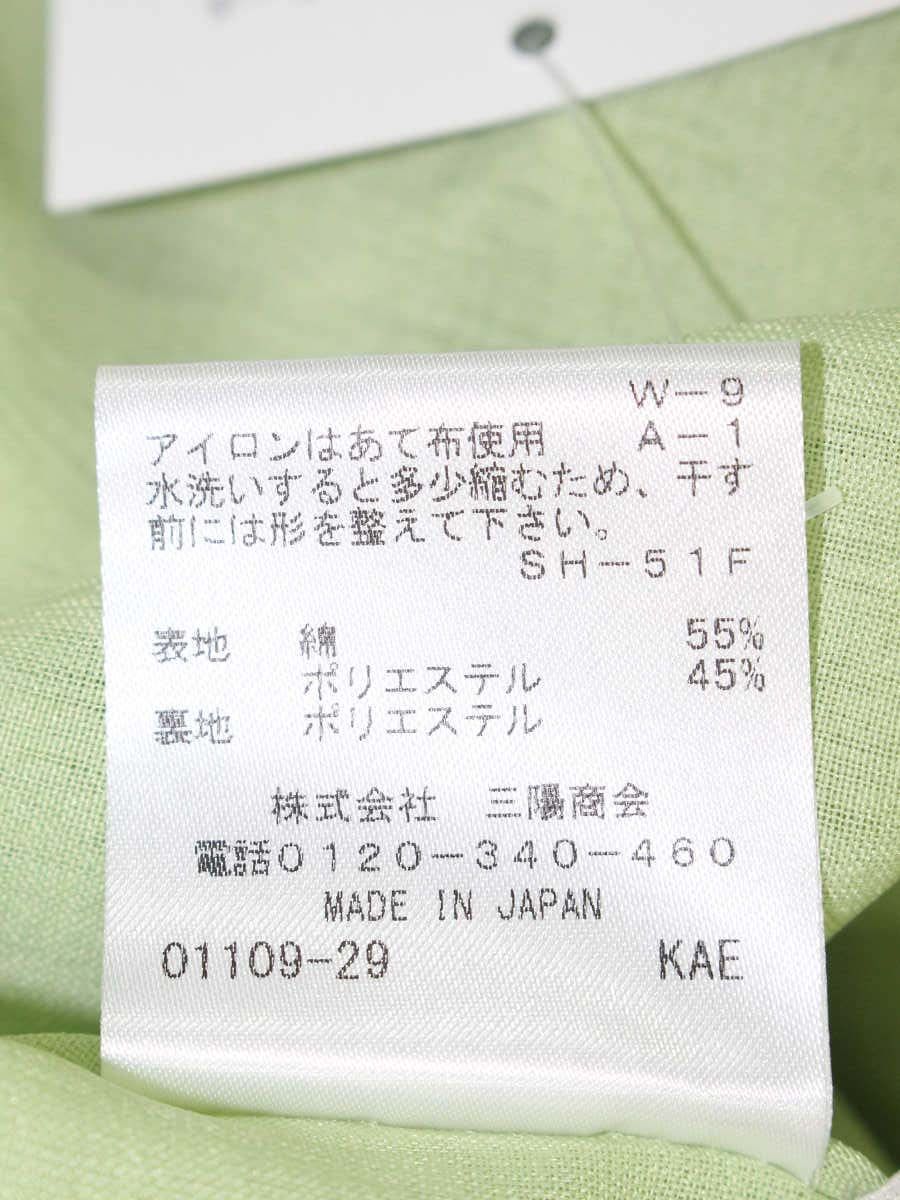 W-9
アイロンはあて布使用　A-1
水洗いすると多少縮むため、干す
前には形を整えて下さい。
SH-51F
表地　綿　55%
ポリエステル　45%
裏地　ポリエステル
株式会社　三陽商会
電話0120-340-460
MADE IN JAPAN
01109-29　KAE